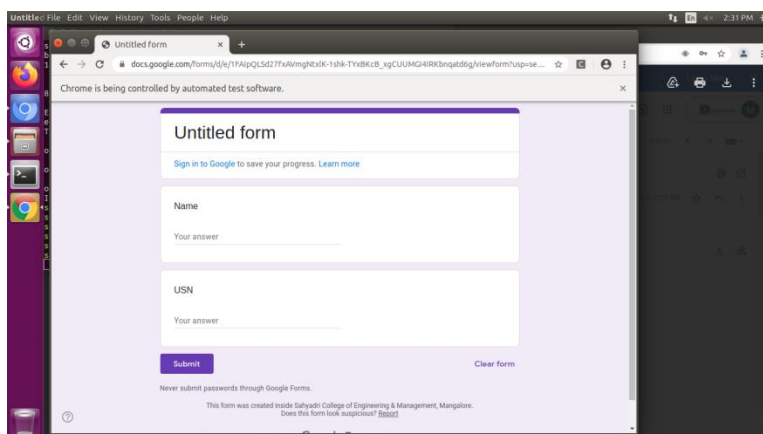 Untitled File Edit View History Tools People Help
En
2:31 PM
Untitled form
docs.google.com/forms/d/e/1FAIpQLSd27fxAVmgNtxlK-1shk-TYxBKcB_xgCUUMGI4IRKbnqatd6g/viewform?usp=se...
Chrome is being controlled by automated test software.
Untitled form
Sign in to Google to save your progress. Learn more
Name
Your answer
USN
Your answer
Submit
Clear form
Never submit passwords through Google Forms.
This form was created inside Sahyadri College of Engineering & Management, Mangalore.
Does this form look suspicious? Report